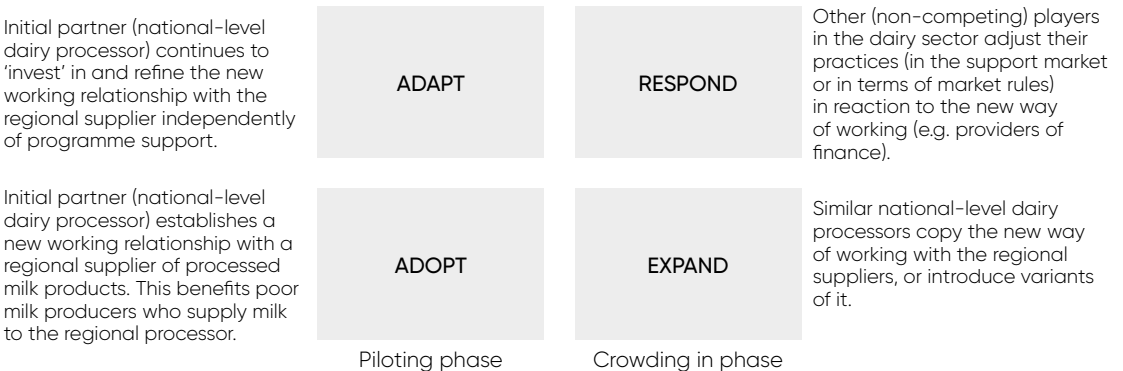 Initial partner (national-level
dairy processor) continues to
‘invest’ in and refine the new
working relationship with the
regional supplier independently
of programme support.
ADAPT
RESPOND
Other (non-competing) players
in the dairy sector adjust their
practices (in the support market
or in terms of market rules)
in reaction to the new way
of working (e.g. providers of
finance).
Initial partner (national-level
dairy processor) establishes a
new working relationship with a
regional supplier of processed
milk products. This benefits poor
milk producers who supply milk
to the regional processor.
ADOPT
EXPAND
Similar national-level dairy
processors copy the new way
of working with the regional
suppliers, or introduce variants
of it.
Piloting phase
Crowding in phase